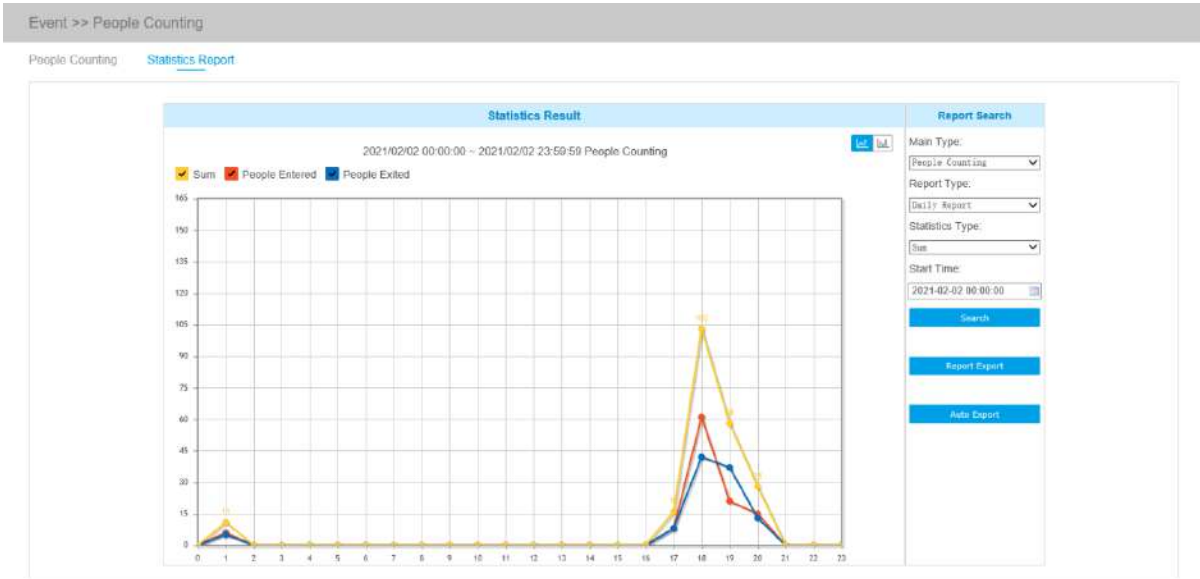 Event >> People Counting
People Counting
Statistics Report
Statistics Result
2021/02/02 00:00:00 ~ 2021/02/02 23:59:59 People Counting
Sum
People Entered
People Exited
165
150
135
120
105
90
75
60
45
30
15
0
0 1 2 3 4 5 6 7 8 9 10 11 12 13 14 15 16 17 18 19 20 21 22 23
Report Search
Main Type:
People Counting
Report Type:
Daily Report
Statistics Type:
Sum
Start Time:
2021-02-02 00:00:00
Search
Report Export
Auto Export